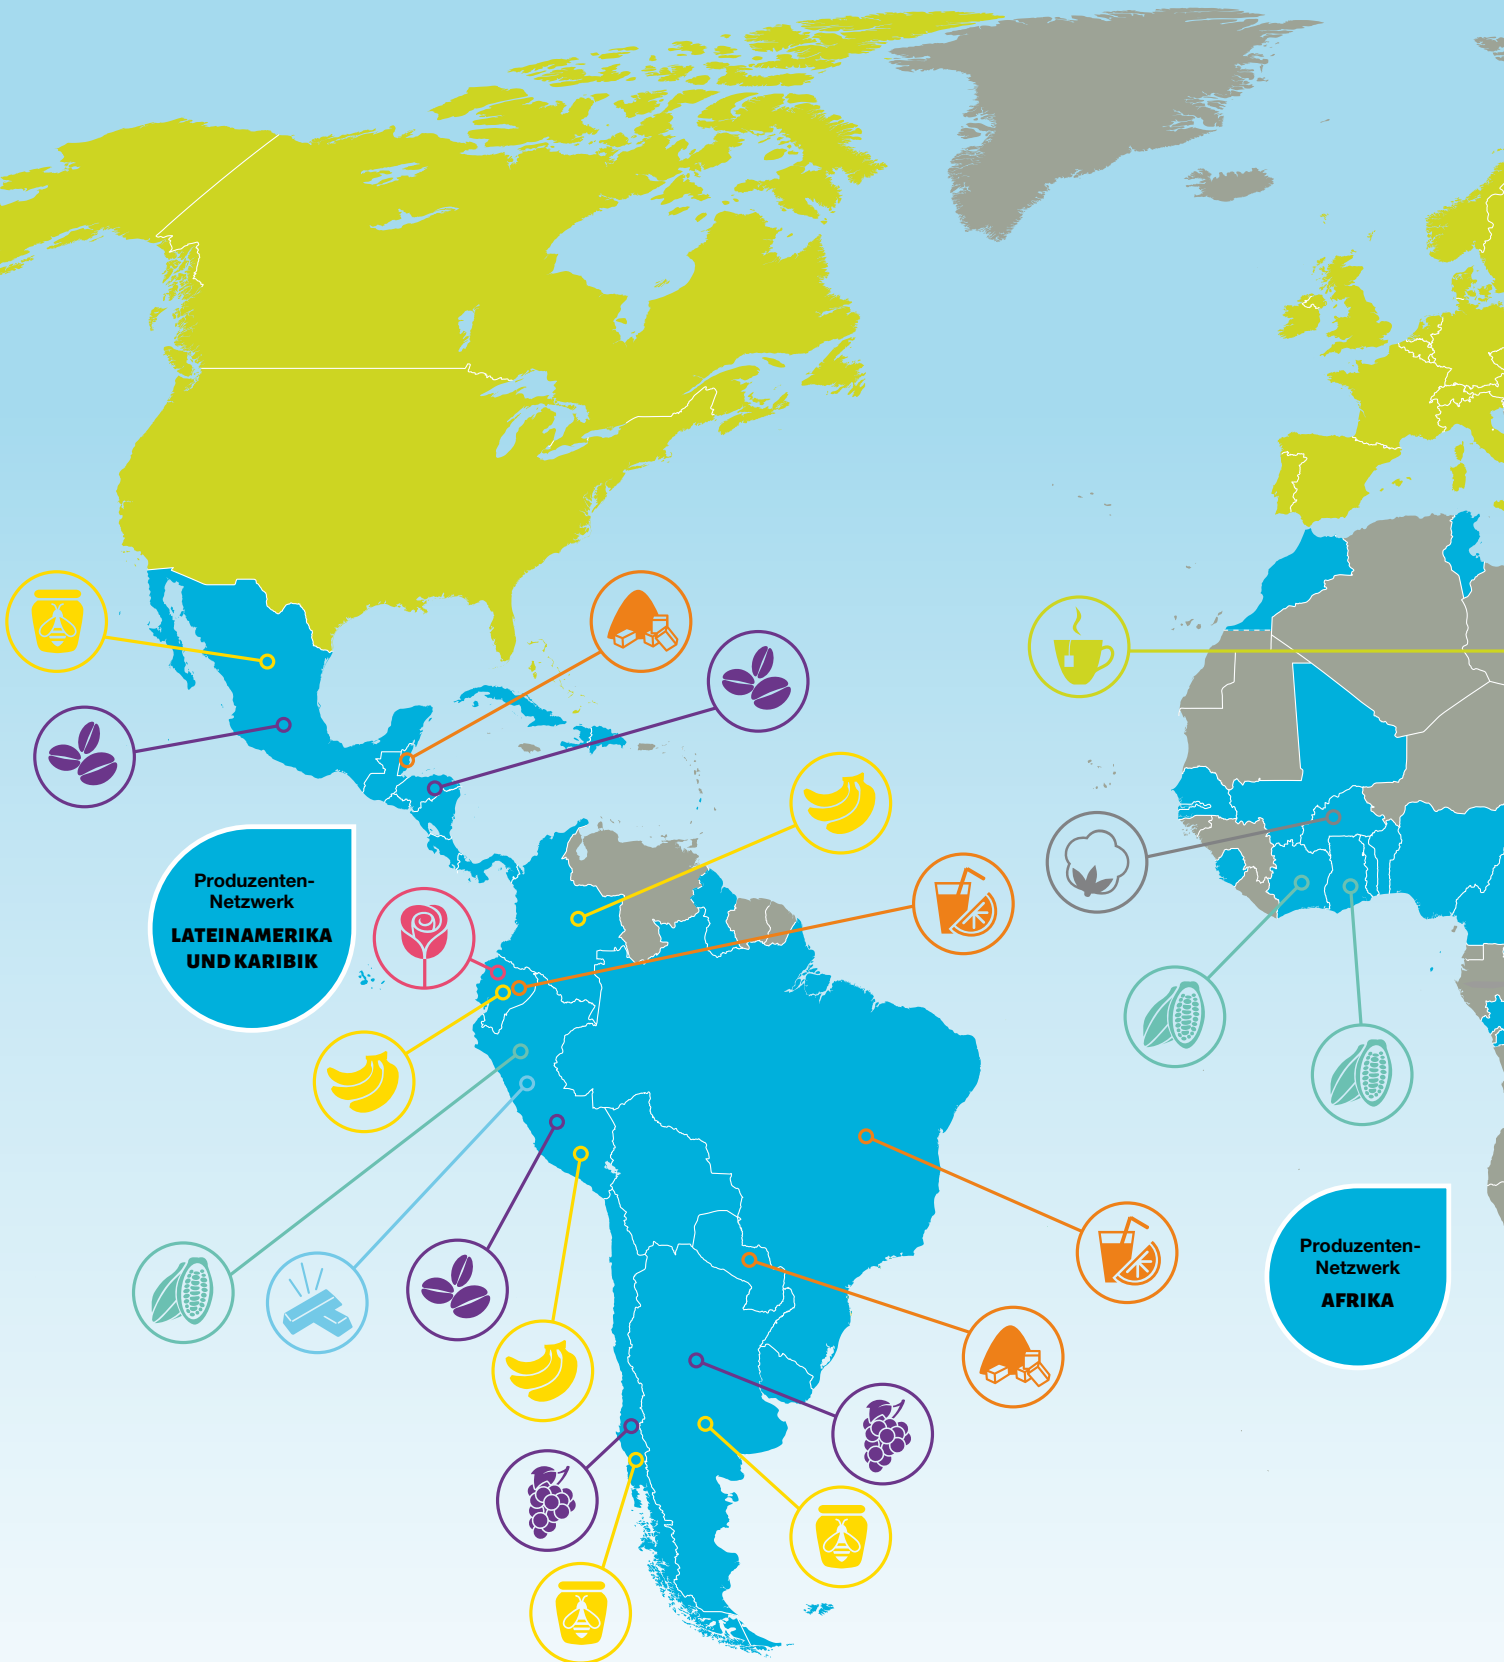 Produzenten-
Netzwerk
LATEINAMERIKA
UND KARIBIK
Produzenten-
Netzwerk
AFRIKA